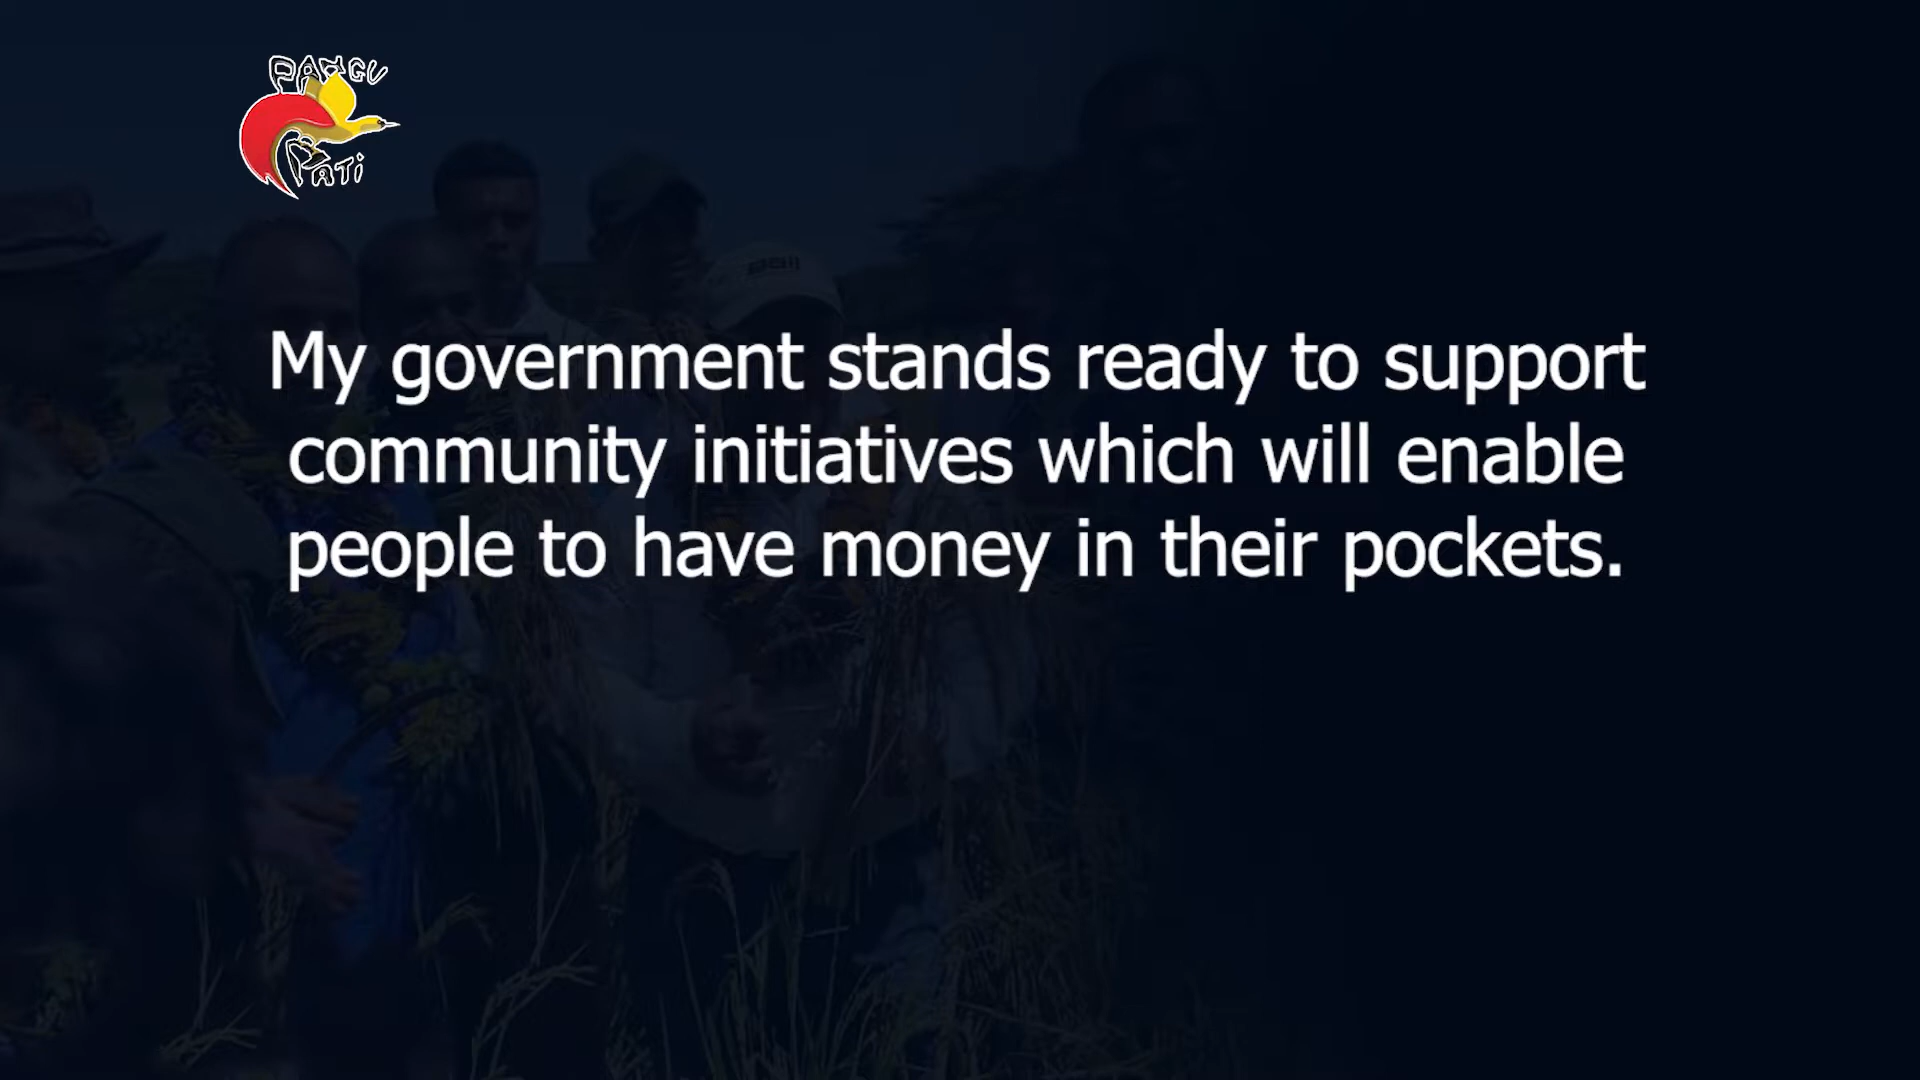 PANGU
PATi
My government stands ready to support
community initiatives which will enable
people to have money in their pockets.